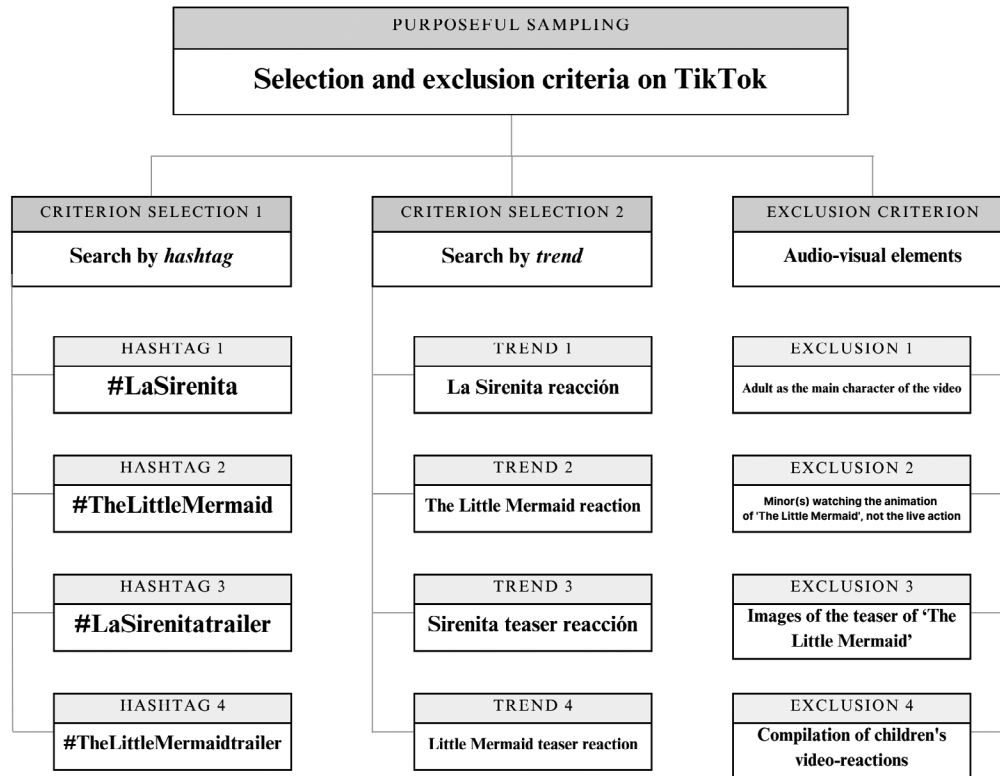 PURPOSEFUL SAMPLING
Selection and exclusion criteria on TikTok
CRITERION SELECTION 1
Search by hashtag
HASHTAG 1
#LaSirenita
HASHTAG 2
#TheLittleMermaid
HASHTAG 3
#LaSirenitatrailer
HASHTAG 4
#TheLittleMermaidtrailer
CRITERION SELECTION 2
Search by trend
TREND 1
La Sirenita reacción
TREND 2
The Little Mermaid reaction
TREND 3
Sirenita teaser reacción
TREND 4
Little Mermaid teaser reaction
EXCLUSION CRITERION
Audio-visual elements
EXCLUSION 1
Adult as the main character of the video
EXCLUSION 2
Minor(s) watching the animation
of 'The Little Mermaid', not the live action
EXCLUSION 3
Images of the teaser of ‘The
Little Mermaid’
EXCLUSION 4
Compilation of children's
video-reactions